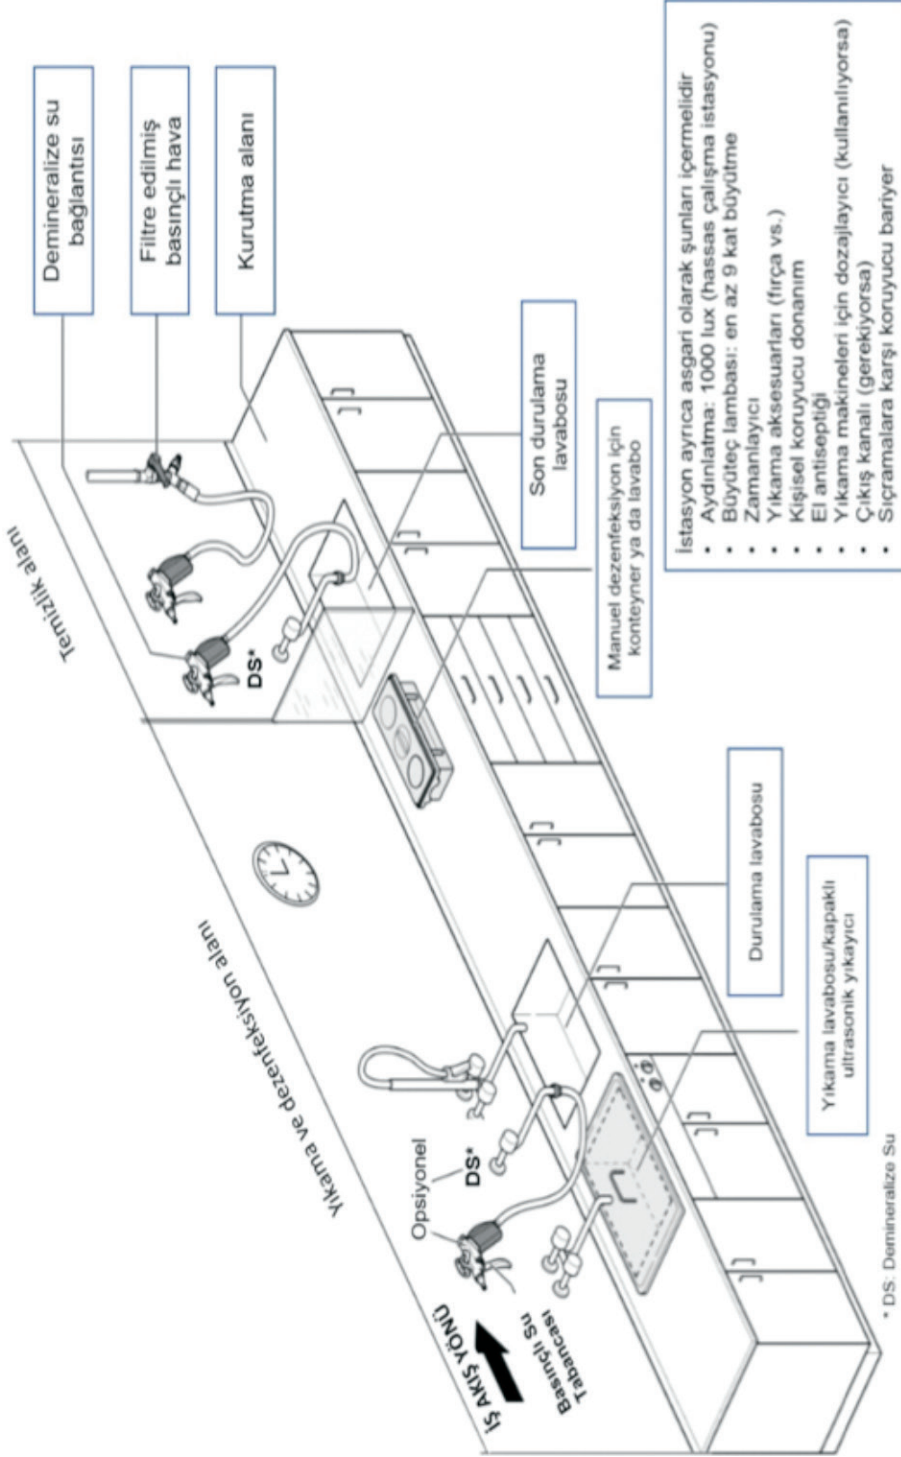 Temizlik alanı
Yıkama ve dezenfeksiyon alanı
İŞ AKIŞ YÖNÜ
Basınçlı Su
Tabancası
Opsiyonel
DS*
DS*
Demineralize su
bağlantısı
Filtre edilmiş
basınçlı hava
Kurutma alanı
Son durulama
lavabosu
Manuel dezenfeksiyon için
konteyner ya da lavabo
Durulama lavabosu
Yıkama lavabosu/kapaklı
ultrasonik yıkayıcı
* DS: Demineralize Su
İstasyon ayrıca asgari olarak şunları içermelidir
• Aydınlatma: 1000 lux (hassas çalışma istasyonu)
• Büyüteç lambası: en az 9 kat büyütme
• Zamanlayıcı
• Yıkama aksesuarları (fırça vs.)
• Kişisel koruyucu donanım
• El antiseptiği
• Yıkama makineleri için dozajlayıcı (kullanılıyorsa)
• Çıkış kanalı (gerekiyorsa)
• Sıçramalara karşı koruyucu bariyer